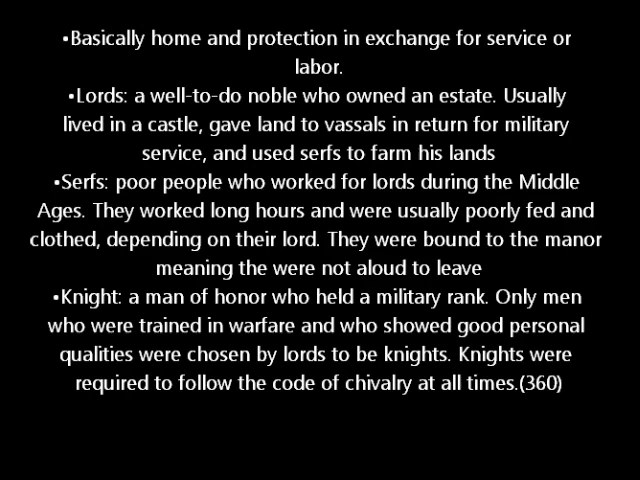 •Basically home and protection in exchange for service or
labor.
•Lords: a well-to-do noble who owned an estate. Usually
lived in a castle, gave land to vassals in return for military
service, and used serfs to farm his lands
•Serfs: poor people who worked for lords during the Middle
Ages. They worked long hours and were usually poorly fed and
clothed, depending on their lord. They were bound to the manor
meaning the were not aloud to leave
•Knight: a man of honor who held a military rank. Only men
who were trained in warfare and who showed good personal
qualities were chosen by lords to be knights. Knights were
required to follow the code of chivalry at all times.(360)